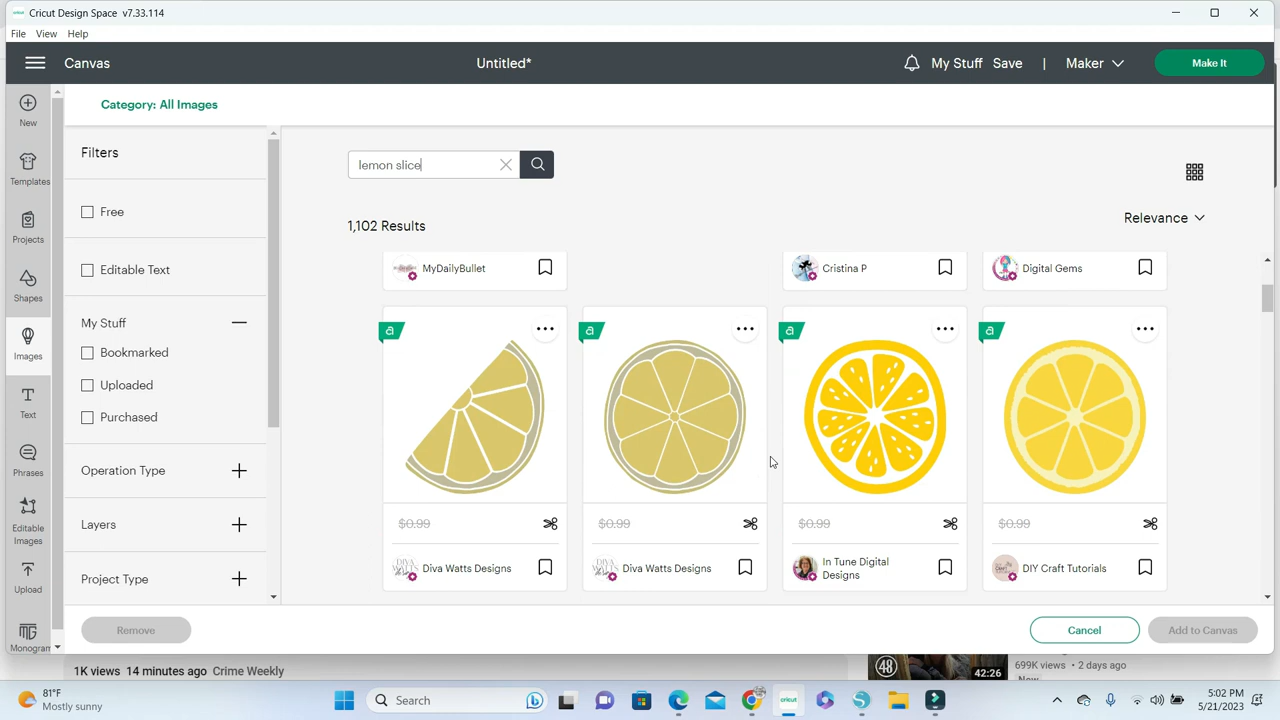 Cricut Design Space v7.33.114
File View Help
Canvas
Untitled*
My Stuff Save | Maker
Make It
New
Templates
Projects
Shapes
Images
Text
Phrases
Editable
Images
Upload
Monogram
Category: All Images
Filters
Free
Editable Text
My Stuff
Bookmarked
Uploaded
Purchased
Operation Type
Layers
Project Type
lemon slice
1,102 Results
Relevance
MyDailyBullet
Cristina P
Digital Gems
a
a
a
a
$0.99
$0.99
$0.99
$0.99
Diva Watts Designs
Diva Watts Designs
In Tune Digital
Designs
DIY Craft Tutorials
Remove
Cancel
Add to Canvas
1K views 14 minutes ago Crime Weekly
48
42:26
699K views • 2 days ago
81°F
Mostly sunny
Search
cricut
5:02 PM
5/21/2023